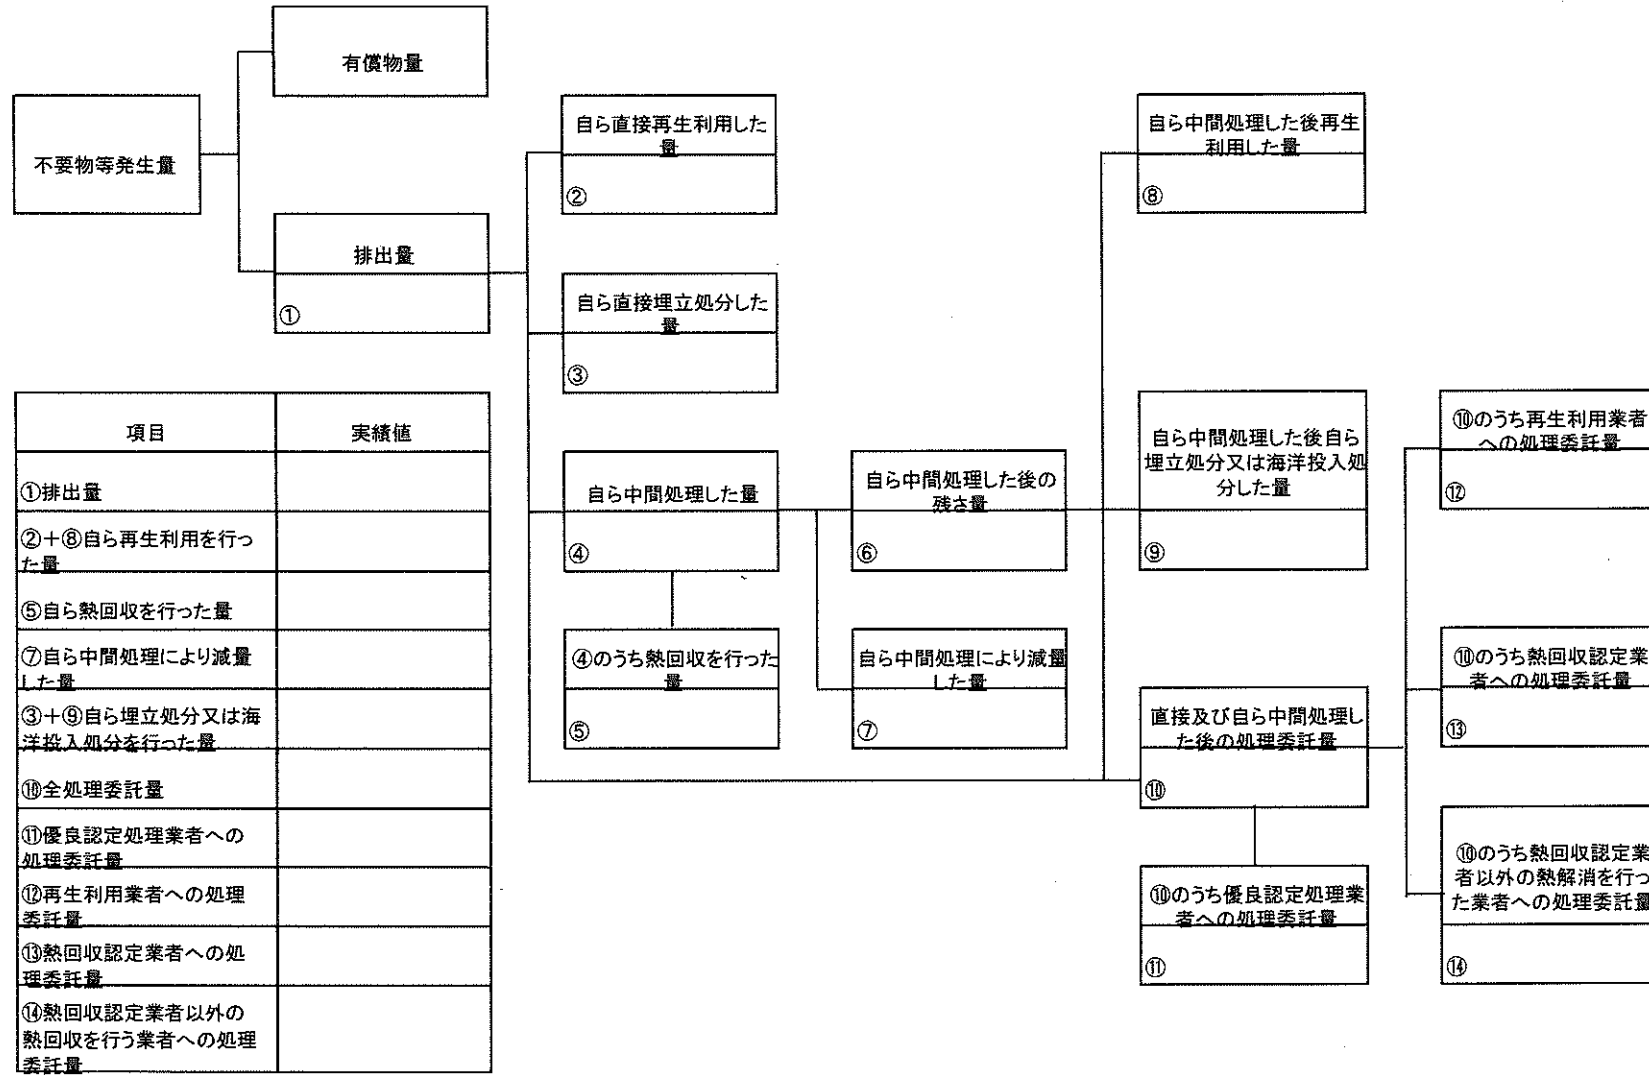 有償物量
不要物等発生量
排出量
①
自ら直接再生利用した
量
②
自ら直接埋立処分した
量
③
自ら中間処理した量
④
④のうち熱回収を行った
量
⑤
自ら中間処理した後の
残さ量
⑥
自ら中間処理により減量
した量
⑦
自ら中間処理した後再生
利用した量
⑧
自ら中間処理した後自ら
埋立処分又は海洋投入処
分した量
⑨
直接及び自ら中間処理し
た後の処理委託量
⑩
⑩のうち優良認定処理業
者への処理委託量
⑪
⑩のうち再生利用業者
への処理委託量
⑫
⑩のうち熱回収認定業
者への処理委託量
⑬
⑩のうち熱回収認定業
者以外の熱解消を行っ
た業者への処理委託量
⑭
項目
実績値
①排出量
②+⑧自ら再生利用を行っ
た量
⑤自ら熱回収を行った量
⑦自ら中間処理により減量
した量
③+⑨自ら埋立処分又は海
洋投入処分を行った量
⑩全処理委託量
⑪優良認定処理業者への
処理委託量
⑫再生利用業者への処理
委託量
⑬熱回収認定業者への処
理委託量
⑭熱回収認定業者以外の
熱回収を行う業者への処理
委託量